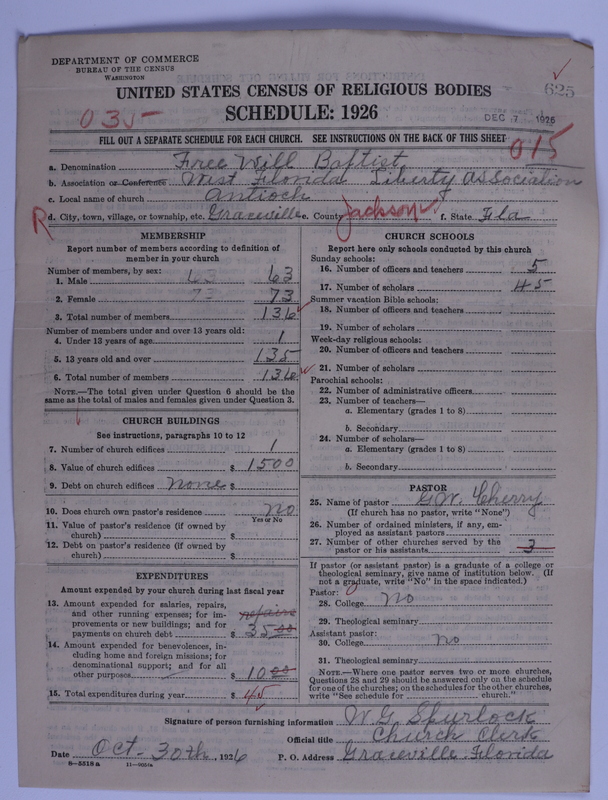 DEPARTMENT OF COMMERCE
BUREAU OF THE CENSUS
WASHINGTON
625
UNITED STATES CENSUS OF RELIGIOUS BODIES
SCHEDULE: 1926
035
DEC 7 1926
FILL OUT A SEPARATE SCHEDULE FOR EACH CHURCH. SEE INSTRUCTIONS ON THE BACK OF THIS SHEET
015
a. Denomination Free Will Baptist
b. Association or Conference West Florida Liberty Association
c. Local name of church Antioch
R
d. City, town, village, or township, etc. Graceville e. County Jackson f. State Fla
MEMBERSHIP
Report number of members according to definition of
member in your church
Number of members, by sex:
1. Male 63 63
2. Female 73 73
3. Total number of members 136
Number of members under and over 13 years old:
4. Under 13 years of age 1
5. 13 years old and over 135
6. Total number of members 136
NOTE.—The total given under Question 6 should be the
same as the total of males and females given under Question 3.
CHURCH BUILDINGS
See instructions, paragraphs 10 to 12
7. Number of church edifices 1
8. Value of church edifices $ 1500
9. Debt on church edifices None $
10. Does church own pastor's residence No
Yes or No
11. Value of pastor's residence (if owned by
church) $
12. Debt on pastor's residence (if owned by
church) $
EXPENDITURES
Amount expended by your church during last fiscal year
13. Amount expended for salaries, repairs,
and other running expenses; for im-
provements or new buildings; and for
payments on church debt $ 35.00
14. Amount expended for benevolences, in-
cluding home and foreign missions; for
denominational support; and for all
other purposes $ 10.00
15. Total expenditures during year $ 45
CHURCH SCHOOLS
Report here only schools conducted by this church
Sunday schools:
16. Number of officers and teachers 5
17. Number of scholars 45
Summer vacation Bible schools:
18. Number of officers and teachers
19. Number of scholars
Week-day religious schools:
20. Number of officers and teachers
21. Number of scholars
Parochial schools:
22. Number of administrative officers
23. Number of teachers—
a. Elementary (grades 1 to 8)
b. Secondary
24. Number of scholars—
a. Elementary (grades 1 to 8)
b. Secondary
PASTOR
25. Name of pastor G.W. Cherry
(If church has no pastor, write "None")
26. Number of ordained ministers, if any, em-
ployed as assistant pastors
27. Number of other churches served by the
pastor or his assistants 3
If pastor (or assistant pastor) is a graduate of a college or
theological seminary, give name of institution below. (If
not a graduate, write "No" in the space indicated.)
Pastor:
28. College No
29. Theological seminary
Assistant pastor:
30. College No
31. Theological seminary
NOTE.—Where one pastor serves two or more churches,
Questions 28 and 29 should be answered only on the schedule
for one of the churches; on the schedules for the other churches,
write "See schedule for church."
Signature of person furnishing information W. G. Spurlock
Official title Church Clerk
Date Oct-30th, 1926 P. O. Address Graceville Florida
8-5518a 11-9051a